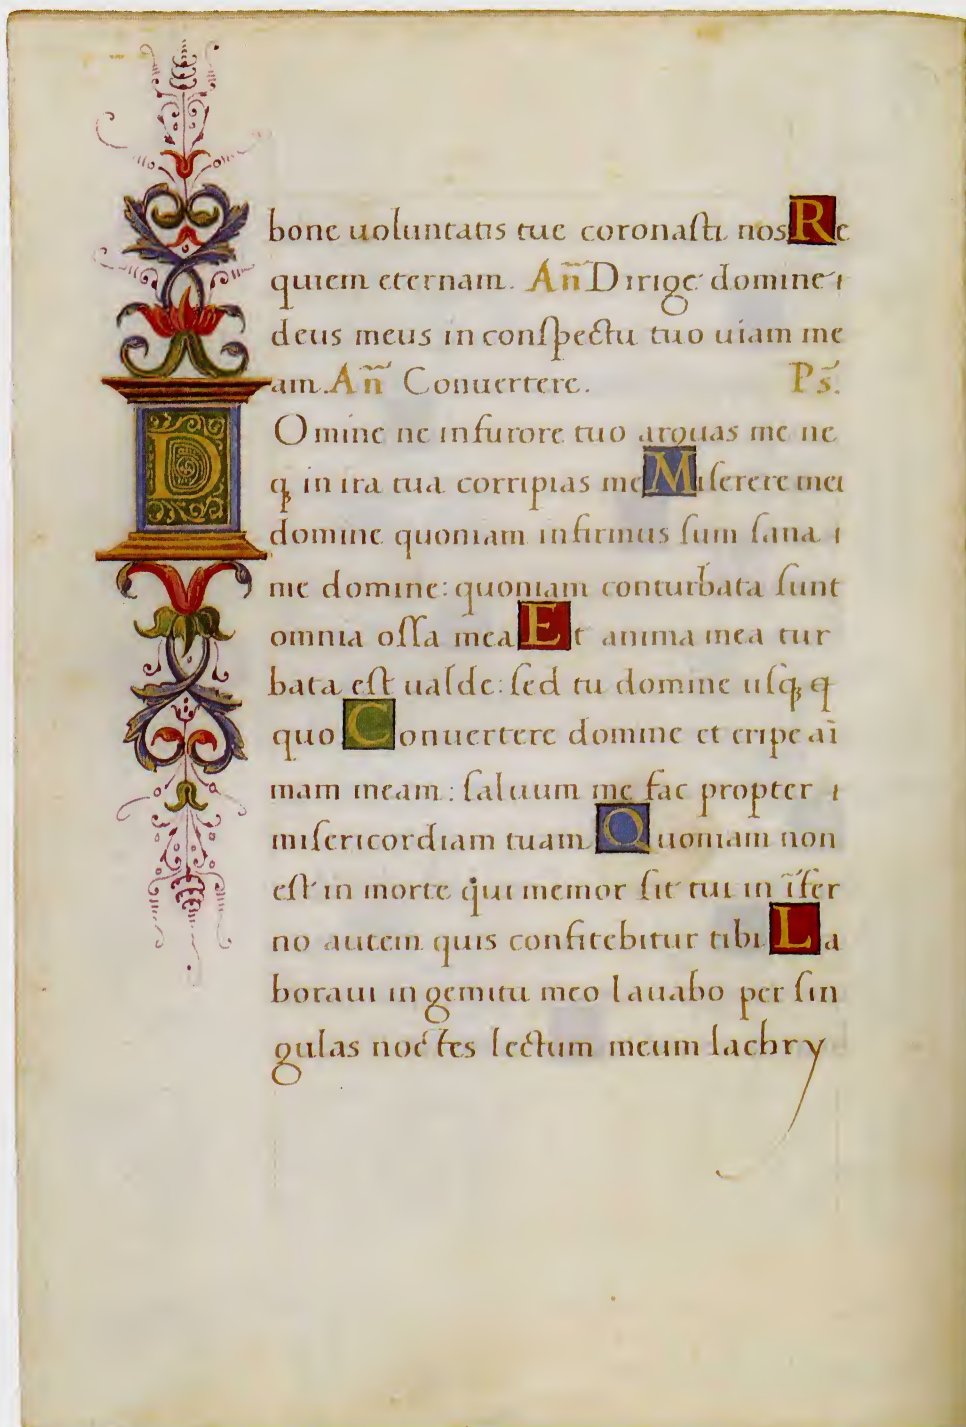 bone uoluntatis tue coronasti nos Re
quiem eternam. An̄ Dirige domine
deus meus in conspectu tuo uiam me
am. An̄ Conuertere. Ps̄.
D Omine ne in furore tuo arguas me ne
qꝫ in ira tua corripias me Miserere mei
domine quoniam infirmus sum sana
me domine: quoniam conturbata sunt
omnia ossa mea Et anima mea tur
bata est ualde: sed tu domine usqꝫ q
quo Conuertere domine et eripe aī
mam meam: saluum me fac propter
misericordiam tuam Quoniam non
est in morte qui memor sit tui in īfer
no autem quis confitebitur tibi La
boraui in gemitu meo lauabo per sin
gulas noctes lectum meum lachry